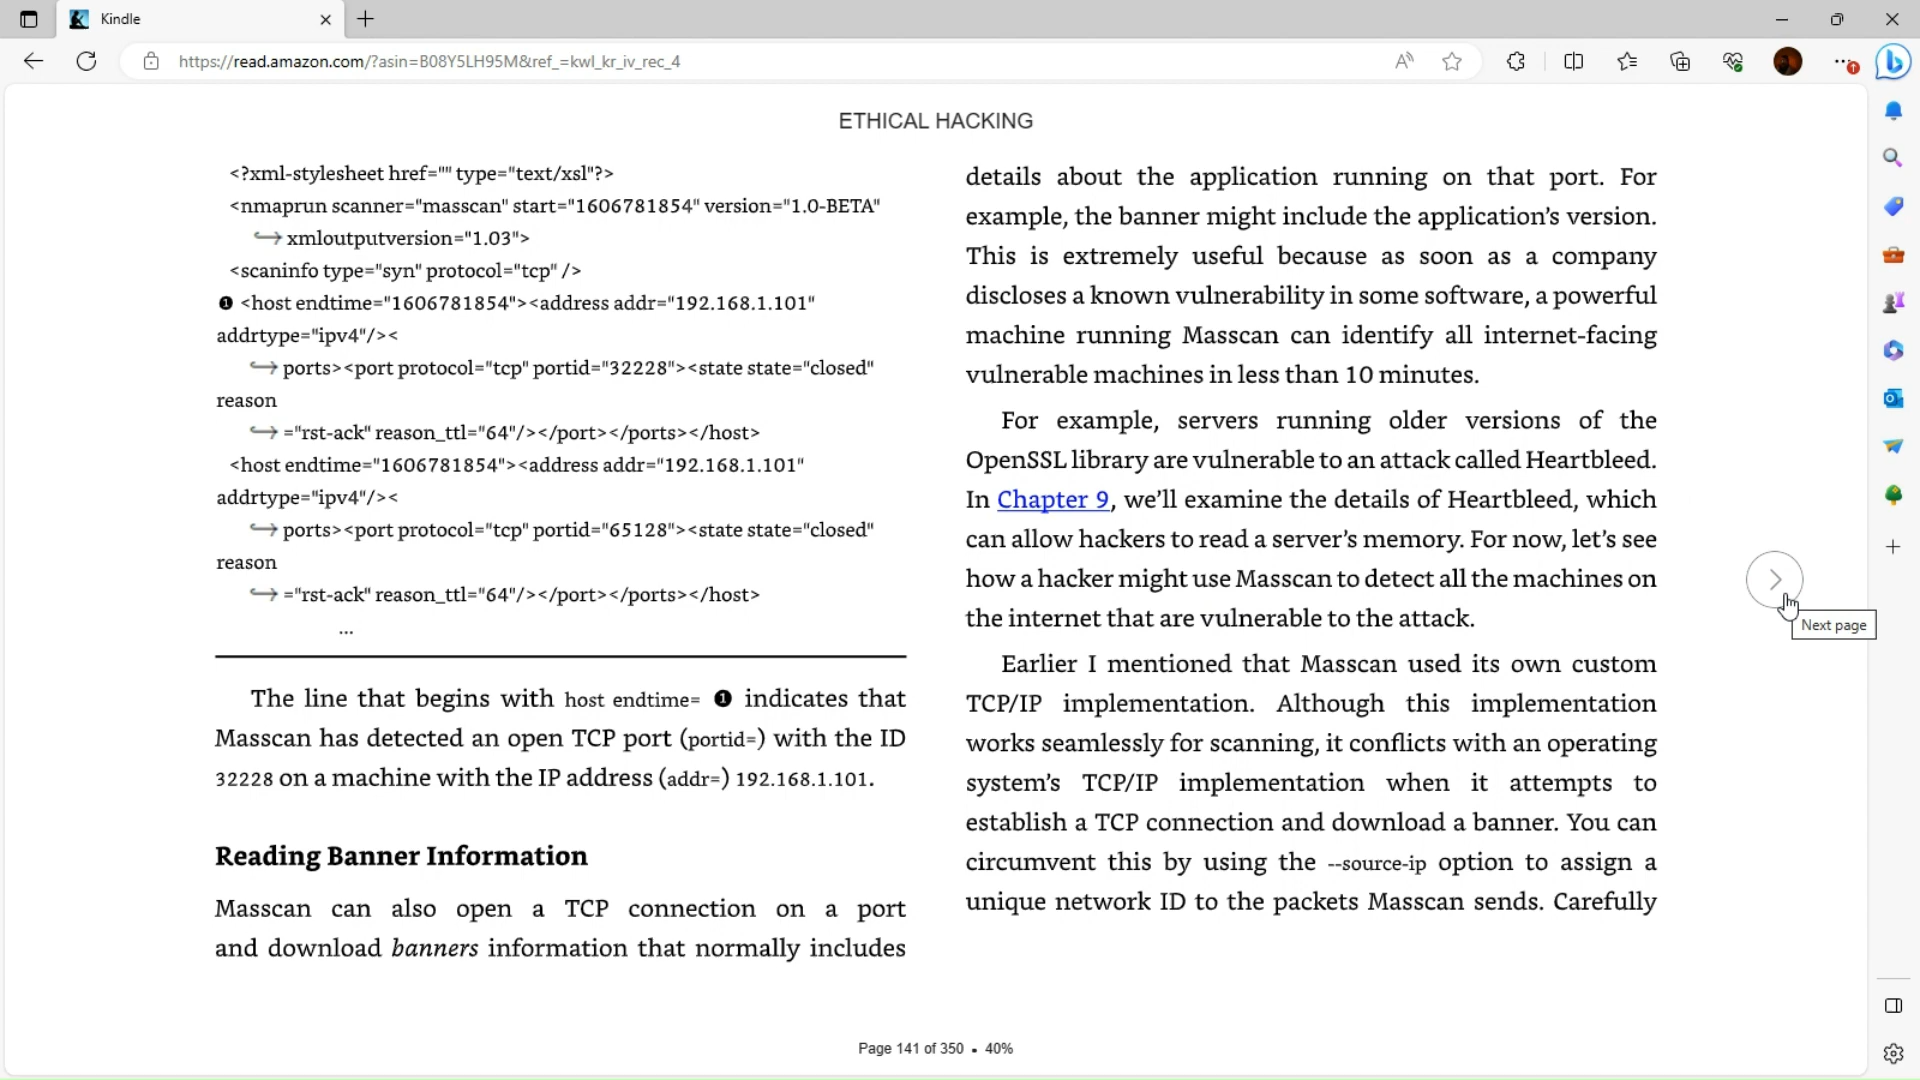 Kindle
https://read.amazon.com/?asin=B08Y5LH95M&ref_=kwl_kr_iv_rec_4
ETHICAL HACKING
<?xml-stylesheet href="" type="text/xsl"?>
<nmaprun scanner="masscan" start="1606781854" version="1.0-BETA"
↪ xmloutputversion="1.03">
<scaninfo type="syn" protocol="tcp" />
❶ <host endtime="1606781854"><address addr="192.168.1.101"
addrtype="ipv4"/><
↪ ports><port protocol="tcp" portid="32228"><state state="closed"
reason
↪ ="rst-ack" reason_ttl="64"/></port></ports></host>
<host endtime="1606781854"><address addr="192.168.1.101"
addrtype="ipv4"/><
↪ ports><port protocol="tcp" portid="65128"><state state="closed"
reason
↪ ="rst-ack" reason_ttl="64"/></port></ports></host>
...
The line that begins with host endtime= ❶ indicates that
Masscan has detected an open TCP port (portid=) with the ID
32228 on a machine with the IP address (addr=) 192.168.1.101.
Reading Banner Information
Masscan can also open a TCP connection on a port
and download banners information that normally includes
details about the application running on that port. For
example, the banner might include the application's version.
This is extremely useful because as soon as a company
discloses a known vulnerability in some software, a powerful
machine running Masscan can identify all internet-facing
vulnerable machines in less than 10 minutes.
For example, servers running older versions of the
OpenSSL library are vulnerable to an attack called Heartbleed.
In Chapter 9, we'll examine the details of Heartbleed, which
can allow hackers to read a server's memory. For now, let's see
how a hacker might use Masscan to detect all the machines on
the internet that are vulnerable to the attack.
Earlier I mentioned that Masscan used its own custom
TCP/IP implementation. Although this implementation
works seamlessly for scanning, it conflicts with an operating
system's TCP/IP implementation when it attempts to
establish a TCP connection and download a banner. You can
circumvent this by using the --source-ip option to assign a
unique network ID to the packets Masscan sends. Carefully
Next page
Page 141 of 350 • 40%